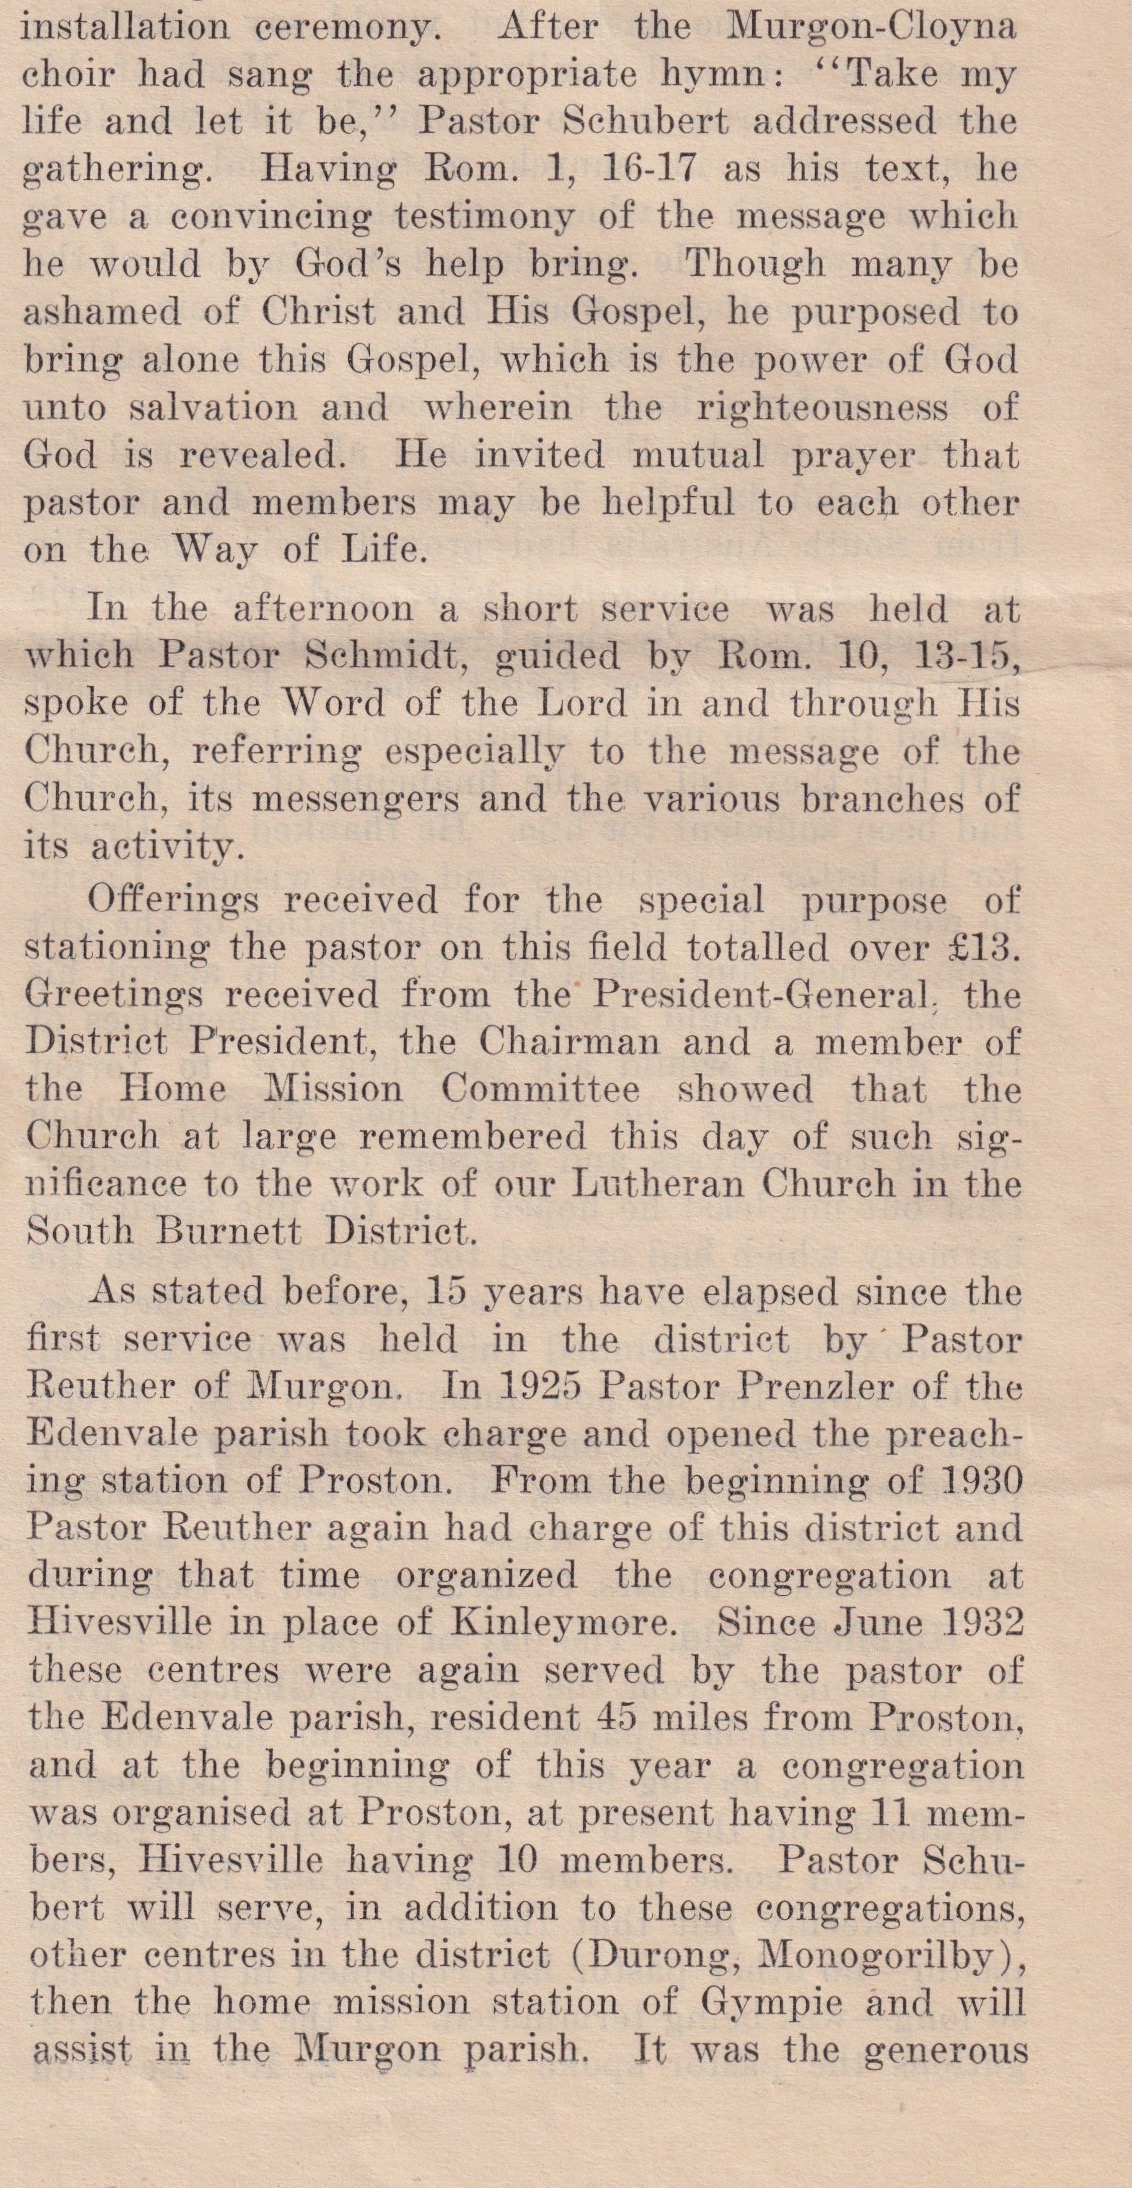 installation ceremony. After the Murgon-Cloyna
choir had sang the appropriate hymn: ‘‘Take my
life and let it be,’’ Pastor Schubert addressed the
gathering. Having Rom. 1, 16-17 as his text, he
gave a convincing testimony of the message which
he would by God’s help bring. Though many be
ashamed of Christ and His Gospel, he purposed to
bring alone this Gospel, which is the power of God
unto salvation and wherein the righteousness of
God is revealed. He invited mutual prayer that
pastor and members may be helpful to each other
on the Way of Life.
In the afternoon a short service was held at
which Pastor Schmidt, guided by Rom. 10, 13-15,
spoke of the Word of the Lord in and through His
Church, referring especially to the message of the
Church, its messengers and the various branches of
its activity.
Offerings received for the special purpose of
stationing the pastor on this field totalled over £13.
Greetings received from the President-General, the
District President, the Chairman and a member of
the Home Mission Committee showed that the
Church at large remembered this day of such sig-
nificance to the work of our Lutheran Church in the
South Burnett District.
As stated before, 15 years have elapsed since the
first service was held in the district by Pastor
Reuther of Murgon. In 1925 Pastor Prenzler of the
Edenvale parish took charge and opened the preach-
ing station of Proston. From the beginning of 1930
Pastor Reuther again had charge of this district and
during that time organized the congregation at
Hivesville in place of Kinleymore. Since June 1932
these centres were again served by the pastor of
the Edenvale parish, resident 45 miles from Proston,
and at the beginning of this year a congregation
was organised at Proston, at present having 11 mem-
bers, Hivesville having 10 members. Pastor Schu-
bert will serve, in addition to these congregations,
other centres in the district (Durong, Monogorilby),
then the home mission station of Gympie and will
assist in the Murgon parish. It was the generous